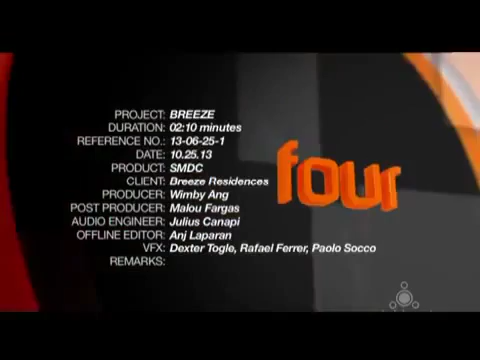 PROJECT: BREEZE
DURATION: 02:10 minutes
REFERENCE NO.: 13-06-25-1
DATE: 10.25.13
PRODUCT: SMDC
CLIENT: Breeze Residences
PRODUCER: Wimby Ang
POST PRODUCER: Malou Fargas
AUDIO ENGINEER: Julius Canapi
OFFLINE EDITOR: Anj Laparan
VFX: Dexter Togle, Rafael Ferrer, Paolo Socco
REMARKS:
four